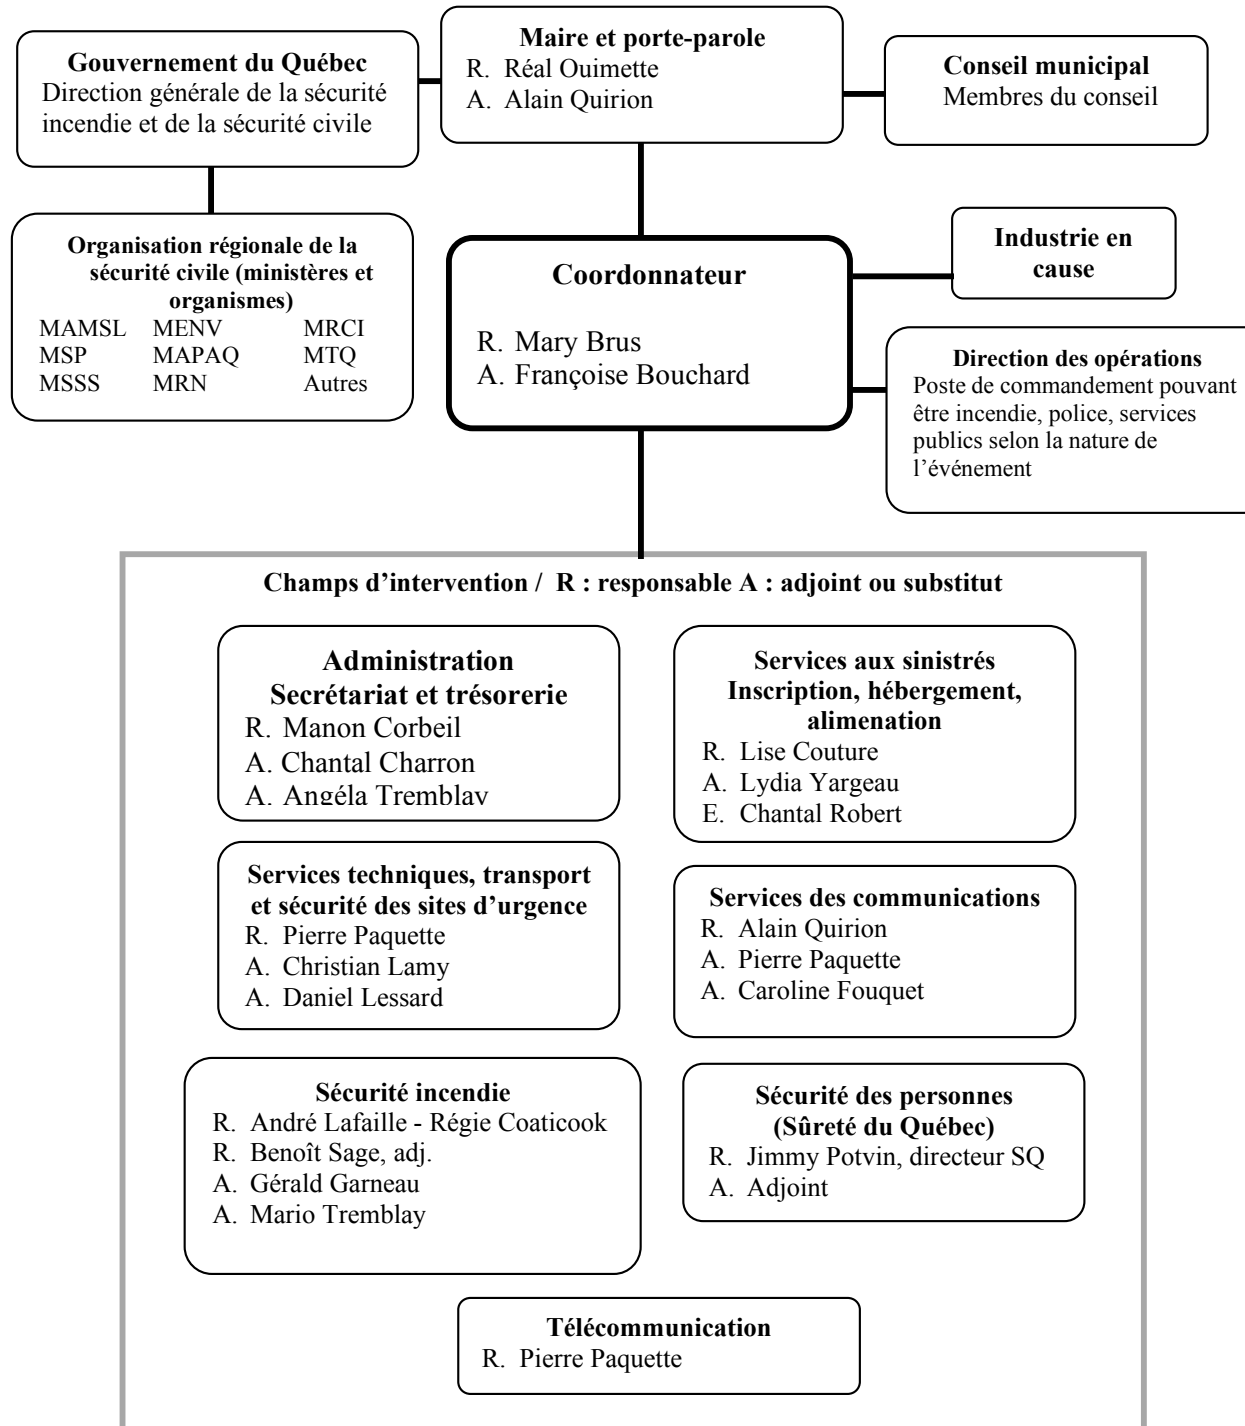 Maire et porte-parole
R. Réal Ouimette
A. Alain Quirion
Gouvernement du Québec
Direction générale de la sécurité
incendie et de la sécurité civile
Conseil municipal
Membres du conseil
Organisation régionale de la
sécurité civile (ministères et
organismes)
MAMSL MENV MRCI
MSP MAPAQ MTQ
MSSS MRN Autres
Coordonnateur
R. Mary Brus
A. Françoise Bouchard
Industrie en
cause
Direction des opérations
Poste de commandement pouvant
être incendie, police, services
publics selon la nature de
l’événement
Champs d’intervention / R : responsable A : adjoint ou substitut
Administration
Secrétariat et trésorerie
R. Manon Corbeil
A. Chantal Charron
A. Angéla Tremblay
Services aux sinistrés
Inscription, hébergement,
alimenation
R. Lise Couture
A. Lydia Yargeau
E. Chantal Robert
Services techniques, transport
et sécurité des sites d’urgence
R. Pierre Paquette
A. Christian Lamy
A. Daniel Lessard
Services des communications
R. Alain Quirion
A. Pierre Paquette
A. Caroline Fouquet
Sécurité incendie
R. André Lafaille - Régie Coaticook
R. Benoît Sage, adj.
A. Gérald Garneau
A. Mario Tremblay
Sécurité des personnes
(Sûreté du Québec)
R. Jimmy Potvin, directeur SQ
A. Adjoint
Télécommunication
R. Pierre Paquette